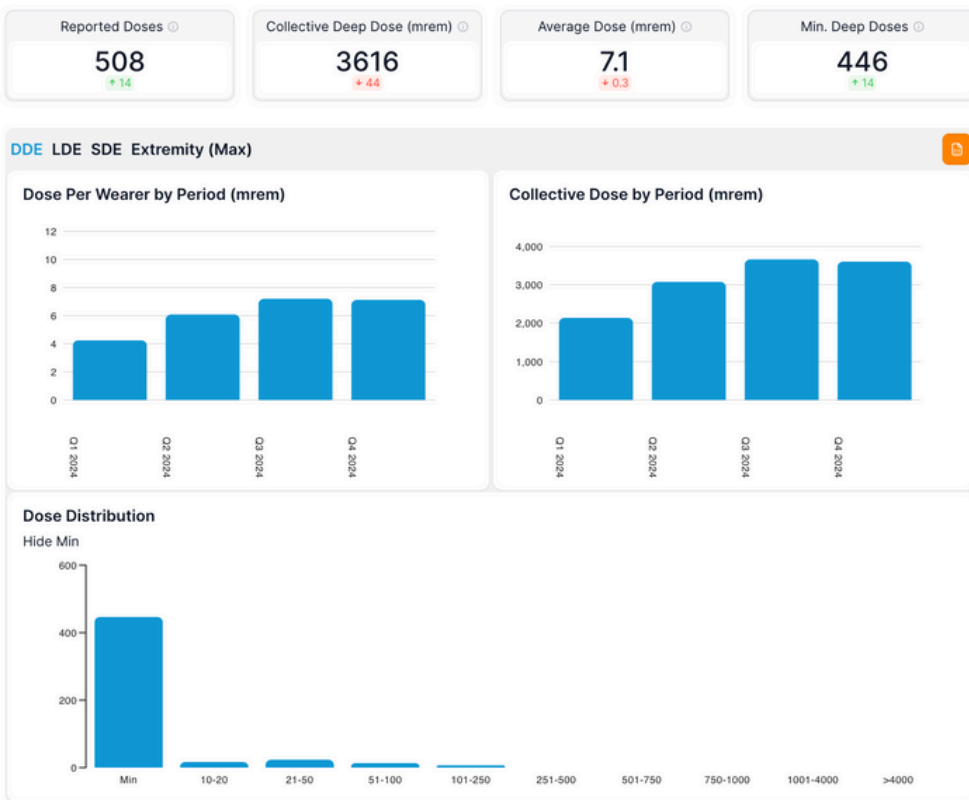 Reported Doses
508
↑ 14
Collective Deep Dose (mrem)
3616
↓ 44
Average Dose (mrem)
7.1
↓ 0.3
Min. Deep Doses
446
↑ 14
DDE LDE SDE Extremity (Max)
Dose Per Wearer by Period (mrem)
12
10
8
6
4
2
0
Q1 2024
Q2 2024
Q3 2024
Q4 2024
Collective Dose by Period (mrem)
4,000
3,000
2,000
1,000
0
Q1 2024
Q2 2024
Q3 2024
Q4 2024
Dose Distribution
Hide Min
600
400
200
0
Min 10-20 21-50 51-100 101-250 251-500 501-750 750-1000 1001-4000 >4000